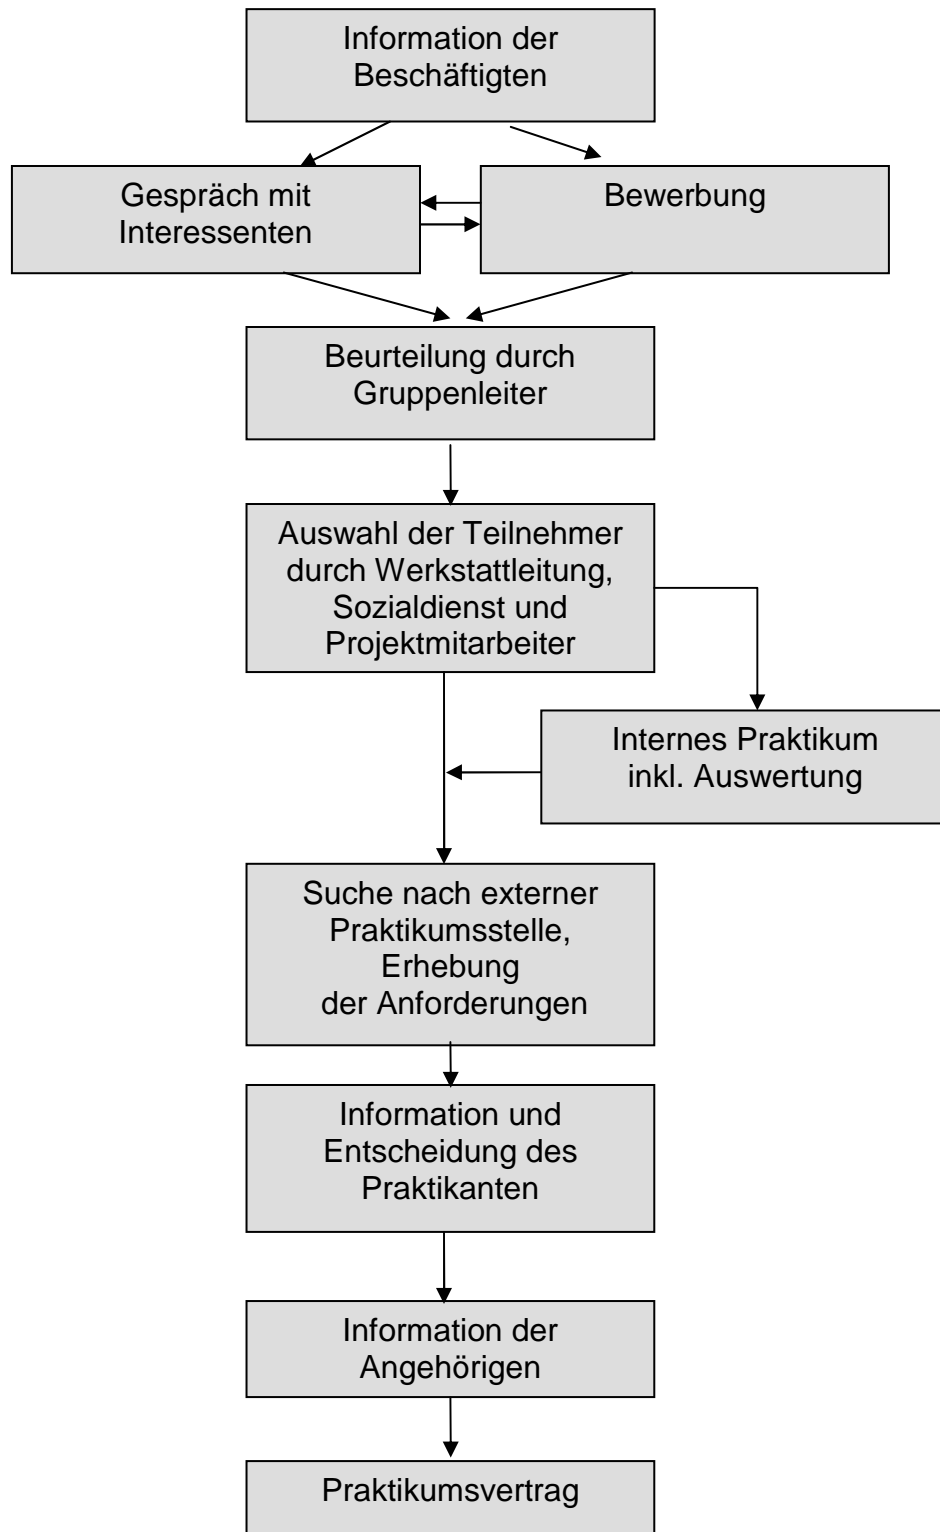 Information der
Beschäftigten
Gespräch mit
Interessenten
Bewerbung
Beurteilung durch
Gruppenleiter
Auswahl der Teilnehmer
durch Werkstattleitung,
Sozialdienst und
Projektmitarbeiter
Internes Praktikum
inkl. Auswertung
Suche nach externer
Praktikumsstelle,
Erhebung
der Anforderungen
Information und
Entscheidung des
Praktikanten
Information der
Angehörigen
Praktikumsvertrag